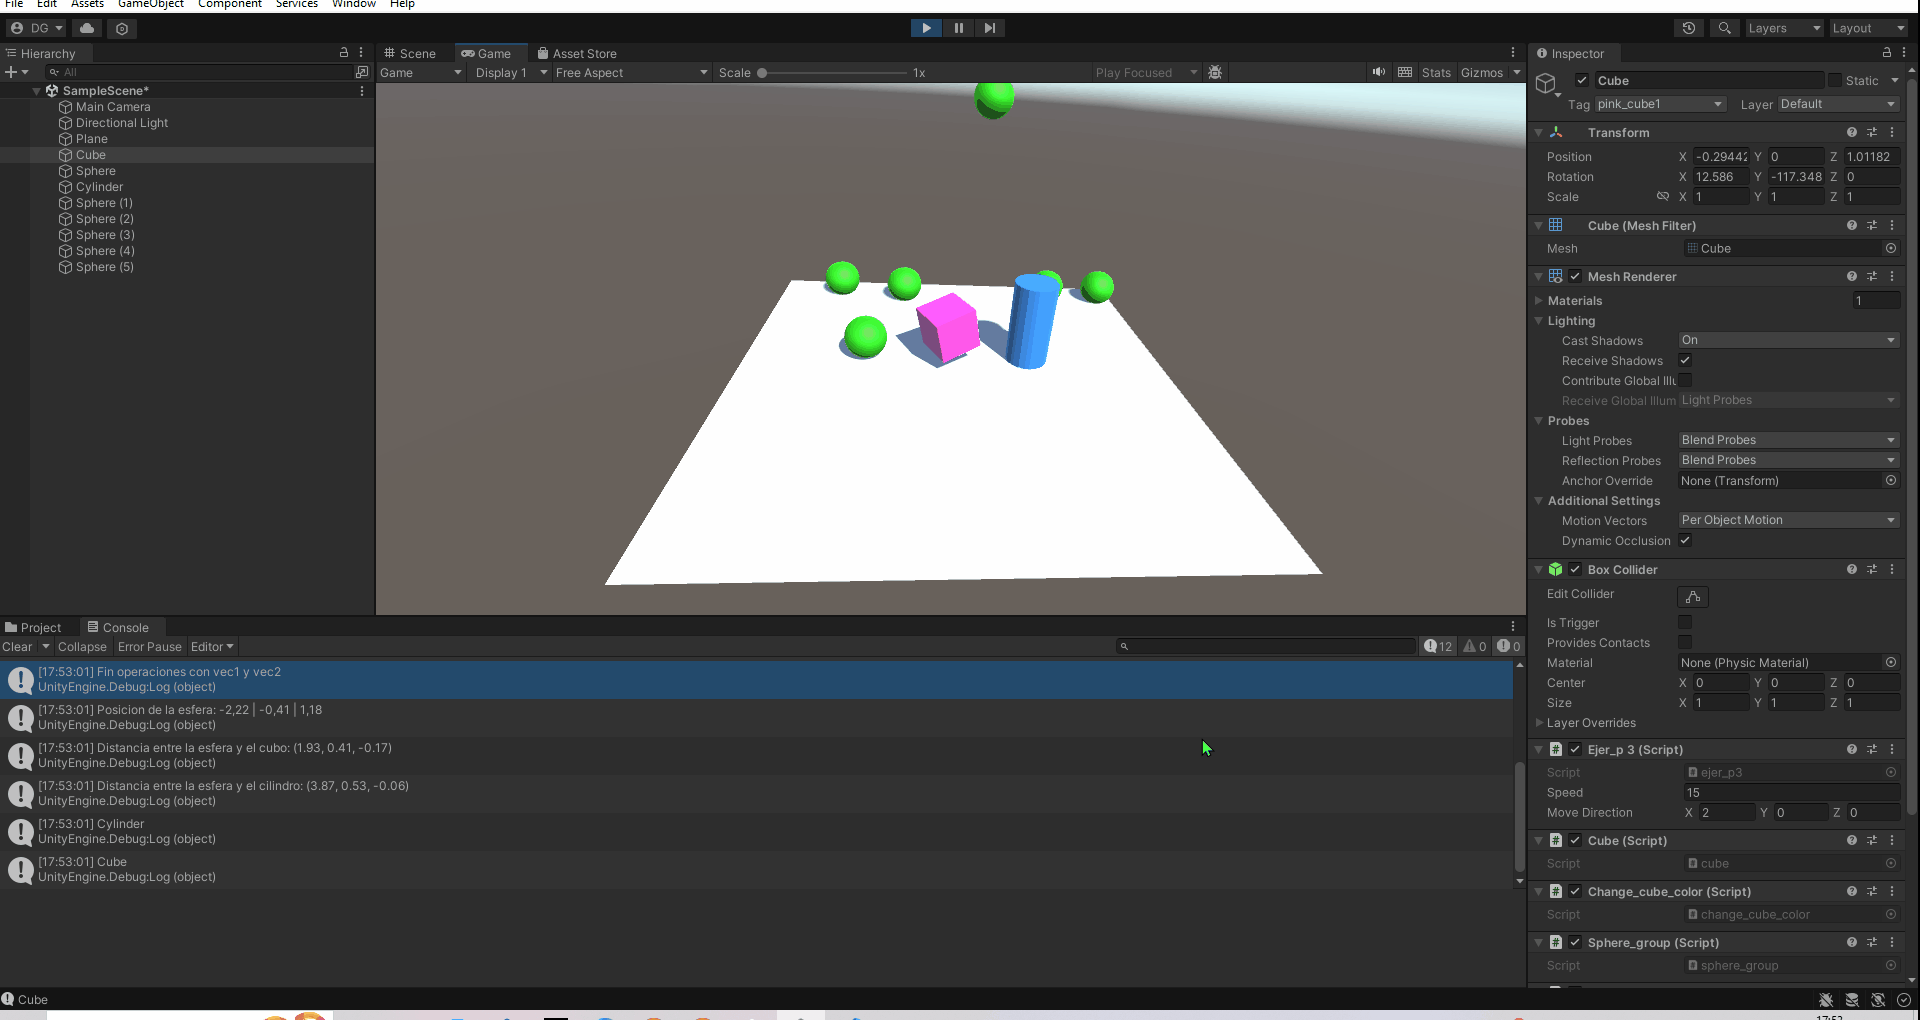 File Edit Assets GameObject Component Services Window Help
DG Layers Layout
Hierarchy
All
SampleScene*
Main Camera
Directional Light
Plane
Cube
Sphere
Cylinder
Sphere (1)
Sphere (2)
Sphere (3)
Sphere (4)
Sphere (5)
Scene Game Asset Store
Game Display 1 Free Aspect Scale 1x Play Focused Stats Gizmos
Project Console
Clear Collapse Error Pause Editor 12 0 0
[17:53:01] Fin operaciones con vec1 y vec2
UnityEngine.Debug:Log (object)
[17:53:01] Posicion de la esfera: -2,22 | -0,41 | 1,18
UnityEngine.Debug:Log (object)
[17:53:01] Distancia entre la esfera y el cubo: (1.93, 0.41, -0.17)
UnityEngine.Debug:Log (object)
[17:53:01] Distancia entre la esfera y el cilindro: (3.87, 0.53, -0.06)
UnityEngine.Debug:Log (object)
[17:53:01] Cylinder
UnityEngine.Debug:Log (object)
[17:53:01] Cube
UnityEngine.Debug:Log (object)
Cube
Inspector
Cube Static
Tag pink_cube1 Layer Default
Transform
Position X -0.29442 Y 0 Z 1.01182
Rotation X 12.586 Y -117.348 Z 0
Scale X 1 Y 1 Z 1
Cube (Mesh Filter)
Mesh Cube
Mesh Renderer
Materials 1
Lighting
Cast Shadows On
Receive Shadows
Contribute Global Illu
Receive Global Illum Light Probes
Probes
Light Probes Blend Probes
Reflection Probes Blend Probes
Anchor Override None (Transform)
Additional Settings
Motion Vectors Per Object Motion
Dynamic Occlusion
Box Collider
Edit Collider
Is Trigger
Provides Contacts
Material None (Physic Material)
Center X 0 Y 0 Z 0
Size X 1 Y 1 Z 1
Layer Overrides
# Ejer_p 3 (Script)
Script ejer_p3
Speed 15
Move Direction X 2 Y 0 Z 0
# Cube (Script)
Script cube
# Change_cube_color (Script)
Script change_cube_color
# Sphere_group (Script)
Script sphere_group